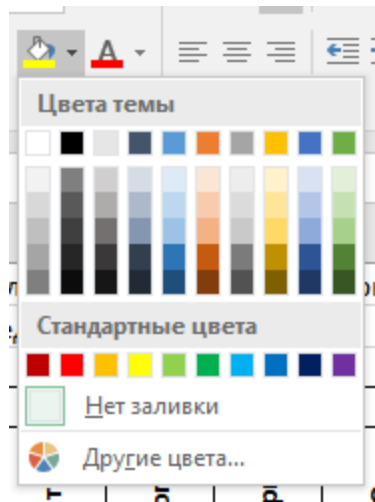 А
Цвета темы
Стандартные цвета
Нет заливки
Другие цвета...